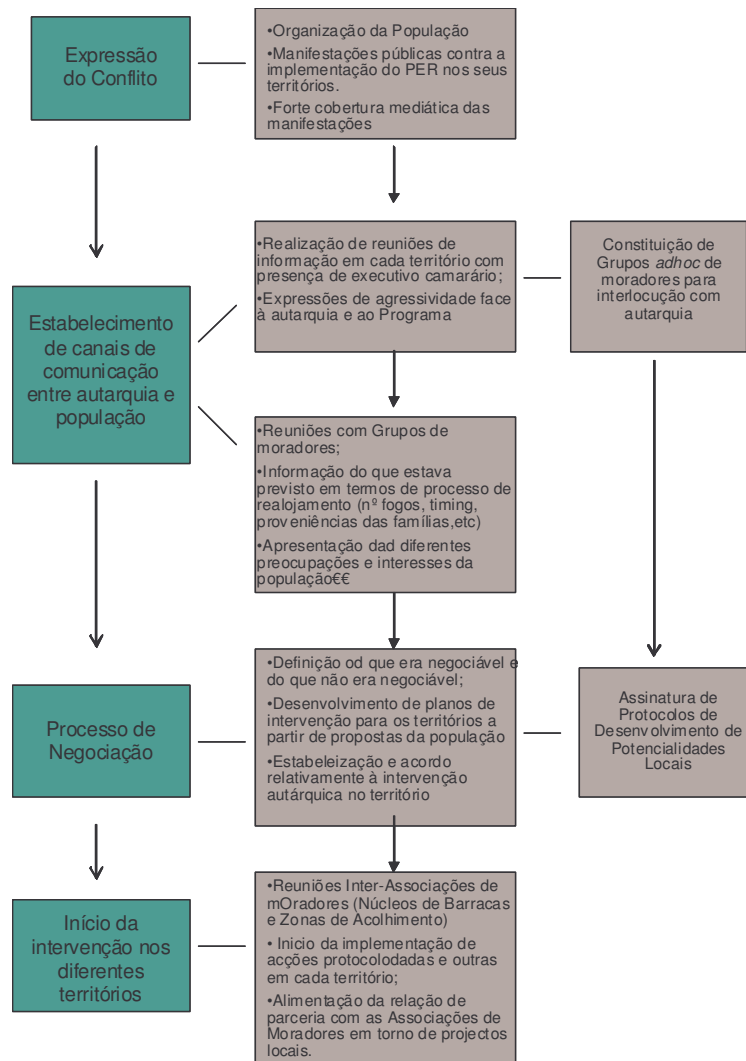 Expressão
do Conflito
•Organização da População
•Manifestações públicas contra a
implementação do PER nos seus
territórios.
•Forte cobertura mediática das
manifestações
Estabelecimento
de canais de
comunicação
entre autarquia e
população
•Realização de reuniões de
informação em cada território com
presença de executivo camarário;
•Expressões de agressividade face
à autarquia e ao Programa
Constituição de
Grupos adhoc de
moradores para
interlocução com
autarquia
•Reuniões com Grupos de
moradores;
•Informação do que estava
previsto em termos de processo de
realojamento (nº fogos, timing,
proveniências das famílias,etc)
•Apresentação dad diferentes
preocupações e interesses da
população€€
Processo de
Negociação
•Definição od que era negociável e
do que não era negociável;
•Desenvolvimento de planos de
intervenção para os territórios a
partir de propostas da população
•Estabeleização e acordo
relativamente à intervenção
autárquica no território
Assinatura de
Protocolos de
Desenvolvimento de
Potencialidades
Locais
Início da
intervenção nos
diferentes
territórios
•Reuniões Inter-Associações de
mOradores (Núcleos de Barracas
e Zonas de Acolhimento)
• Inicio da implementação de
acções protocolodadas e outras
em cada território;
•Alimentação da relação de
parceria com as Associações de
Moradores em torno de projectos
locais.